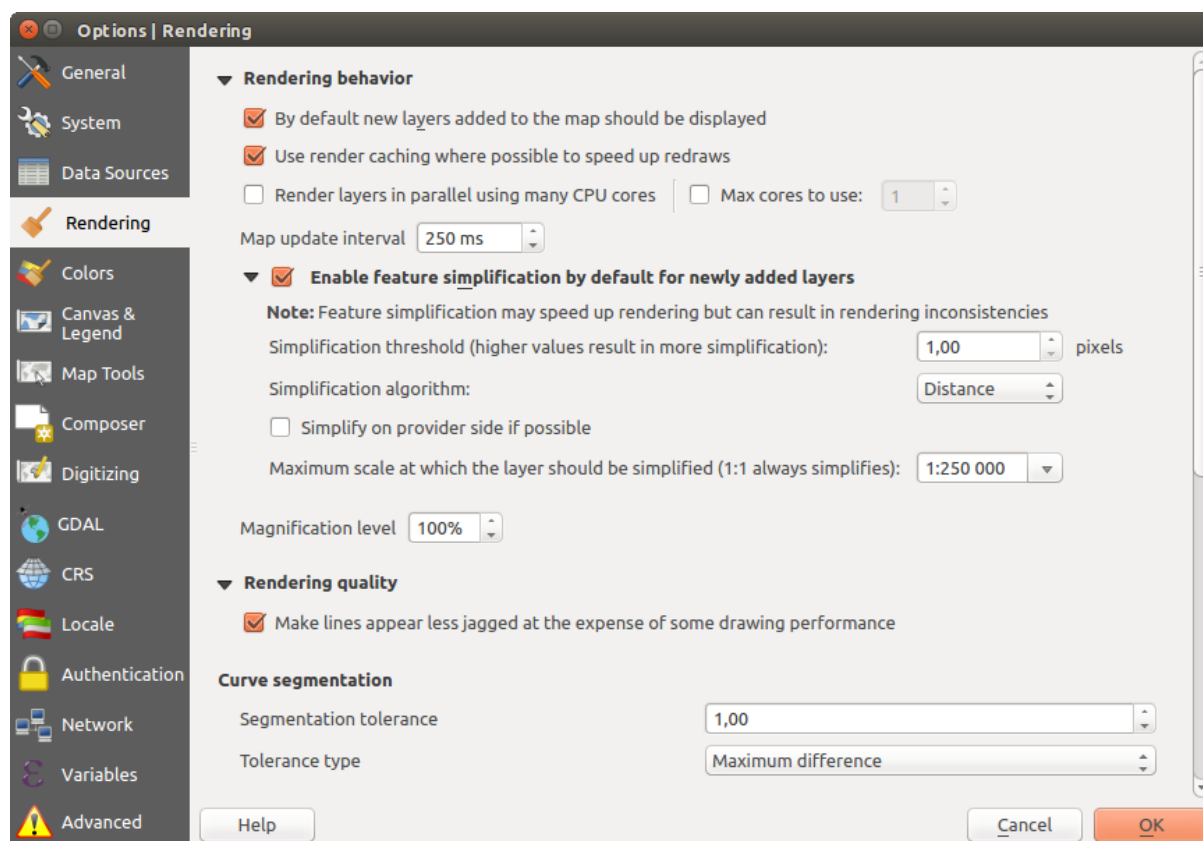 Options | Rendering
General
System
Data Sources
Rendering
Colors
Canvas &
Legend
Map Tools
Composer
Digitizing
GDAL
CRS
Locale
Authentication
Network
Variables
Advanced
Rendering behavior
By default new layers added to the map should be displayed
Use render caching where possible to speed up redraws
Render layers in parallel using many CPU cores Max cores to use: 1
Map update interval 250 ms
Enable feature simplification by default for newly added layers
Note: Feature simplification may speed up rendering but can result in rendering inconsistencies
Simplification threshold (higher values result in more simplification): 1,00 pixels
Simplification algorithm: Distance
Simplify on provider side if possible
Maximum scale at which the layer should be simplified (1:1 always simplifies): 1:250 000
Magnification level 100%
Rendering quality
Make lines appear less jagged at the expense of some drawing performance
Curve segmentation
Segmentation tolerance 1,00
Tolerance type Maximum difference
Help Cancel OK